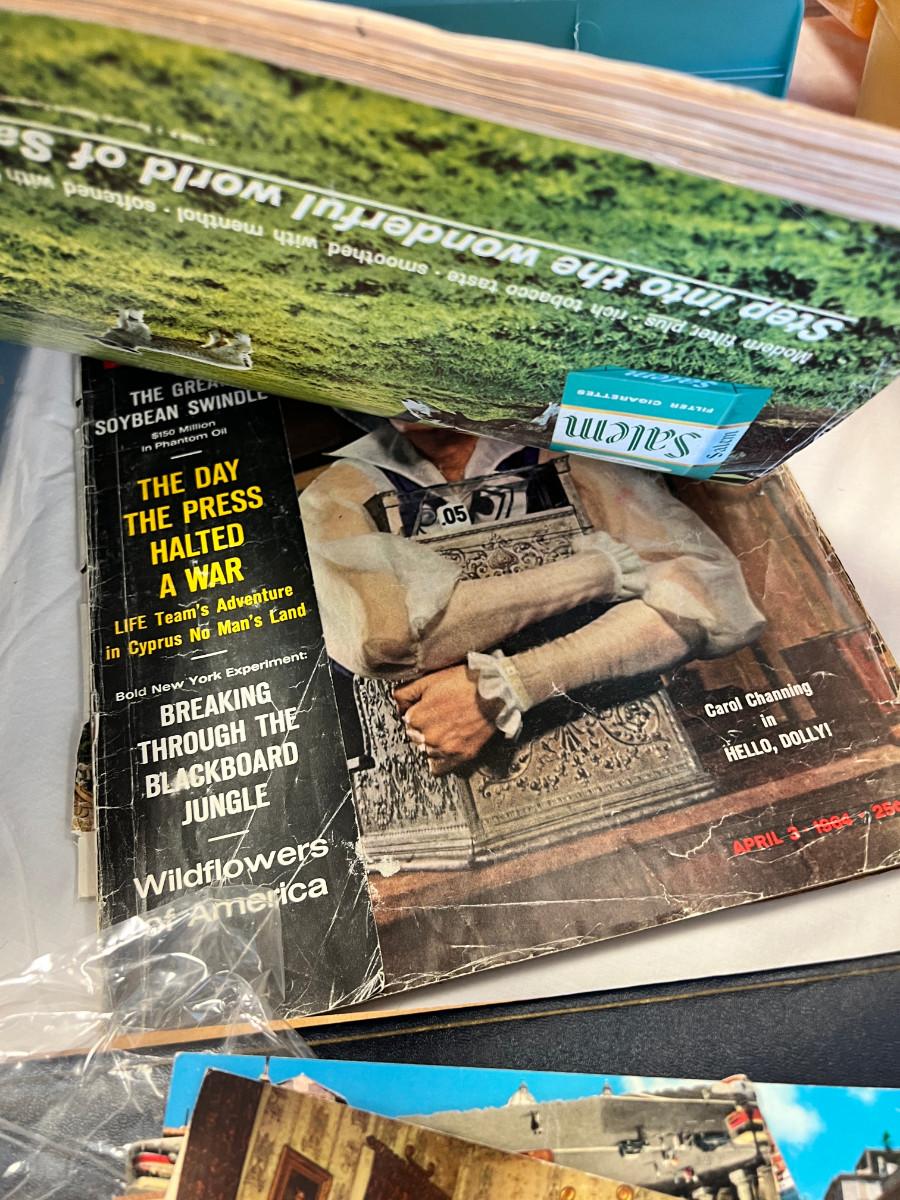 Step into the wonderful world of Sa
Modern filter, plus · rich tobacco taste · smoothed with menthol · softened with
Salem
FILTER CIGARETTES
Salem
Salem
THE GREA
SOYBEAN SWINDLE
$150 Million
in Phantom Oil
THE DAY
THE PRESS
HALTED
A WAR
LIFE Team's Adventure
in Cyprus No Man's Land
Bold New York Experiment:
BREAKING
THROUGH THE
BLACKBOARD
JUNGLE
Wildflowers
of America
.05
Carol Channing
in
HELLO, DOLLY!
APRIL 3 · 1964 · 25¢